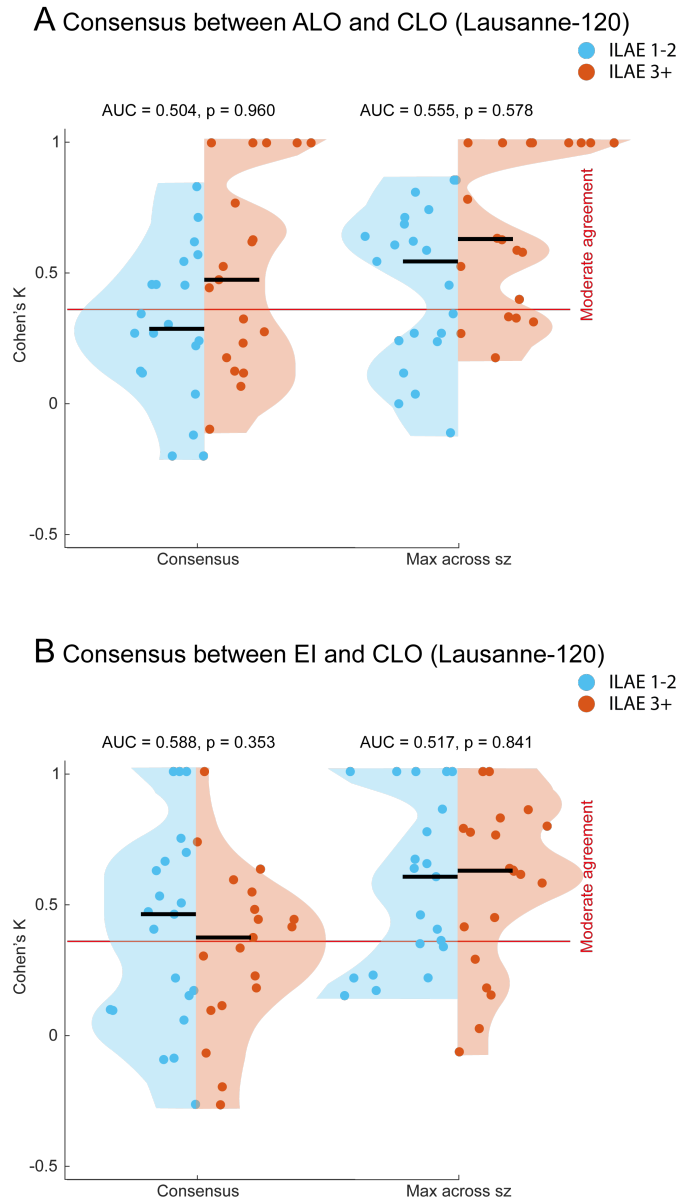 A Consensus between ALO and CLO (Lausanne-120)
ILAE 1-2
ILAE 3+
AUC = 0.504, p = 0.960
AUC = 0.555, p = 0.578
1
0.5
0
-0.5
Cohen's K
Moderate agreement
Consensus
Max across sz
B Consensus between EI and CLO (Lausanne-120)
ILAE 1-2
ILAE 3+
AUC = 0.588, p = 0.353
AUC = 0.517, p = 0.841
1
0.5
0
-0.5
Cohen's K
Moderate agreement
Consensus
Max across sz